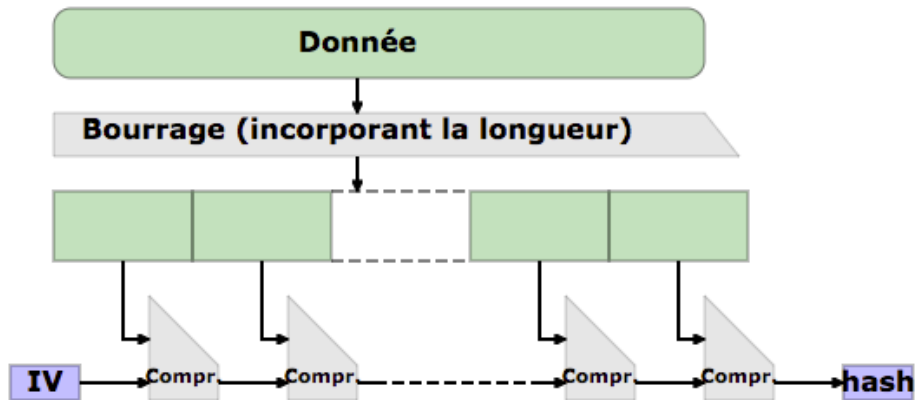 Donnée
Bourrage (incorporant la longueur)
IV
Compr.
Compr.
Compr.
Compr.
hash